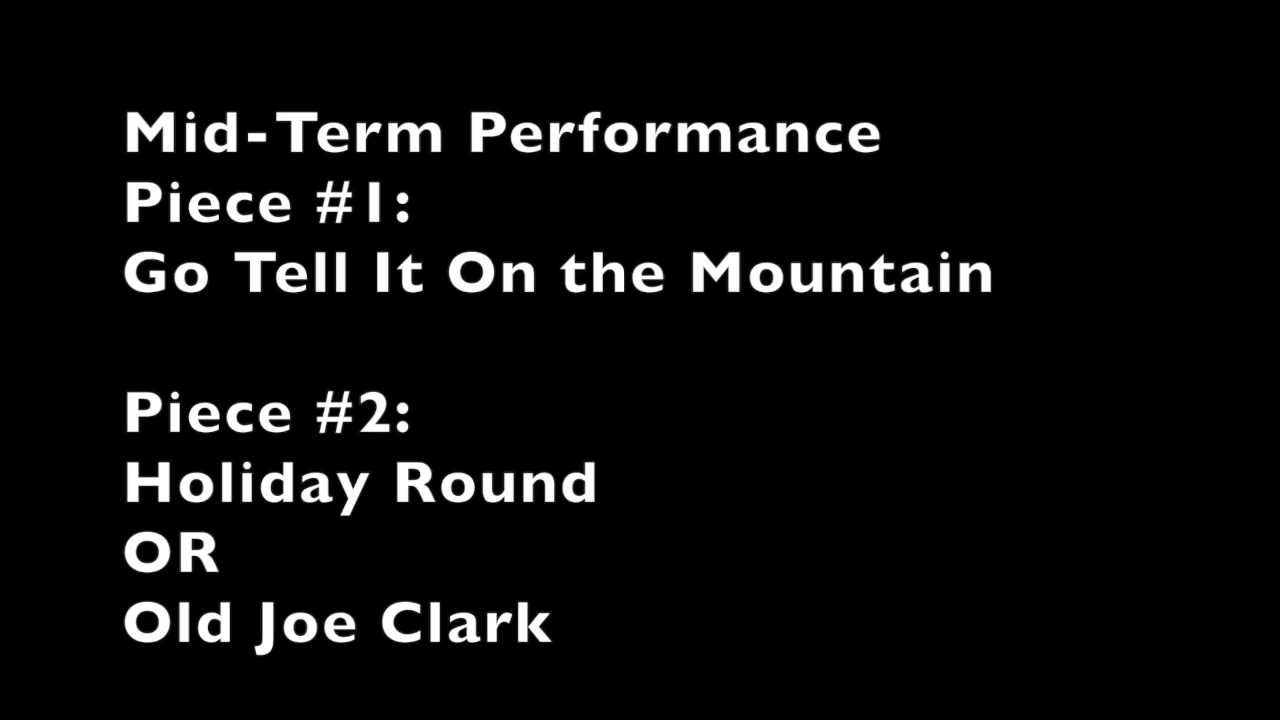 Mid-Term Performance
Piece #1:
Go Tell It On the Mountain
Piece #2:
Holiday Round
OR
Old Joe Clark